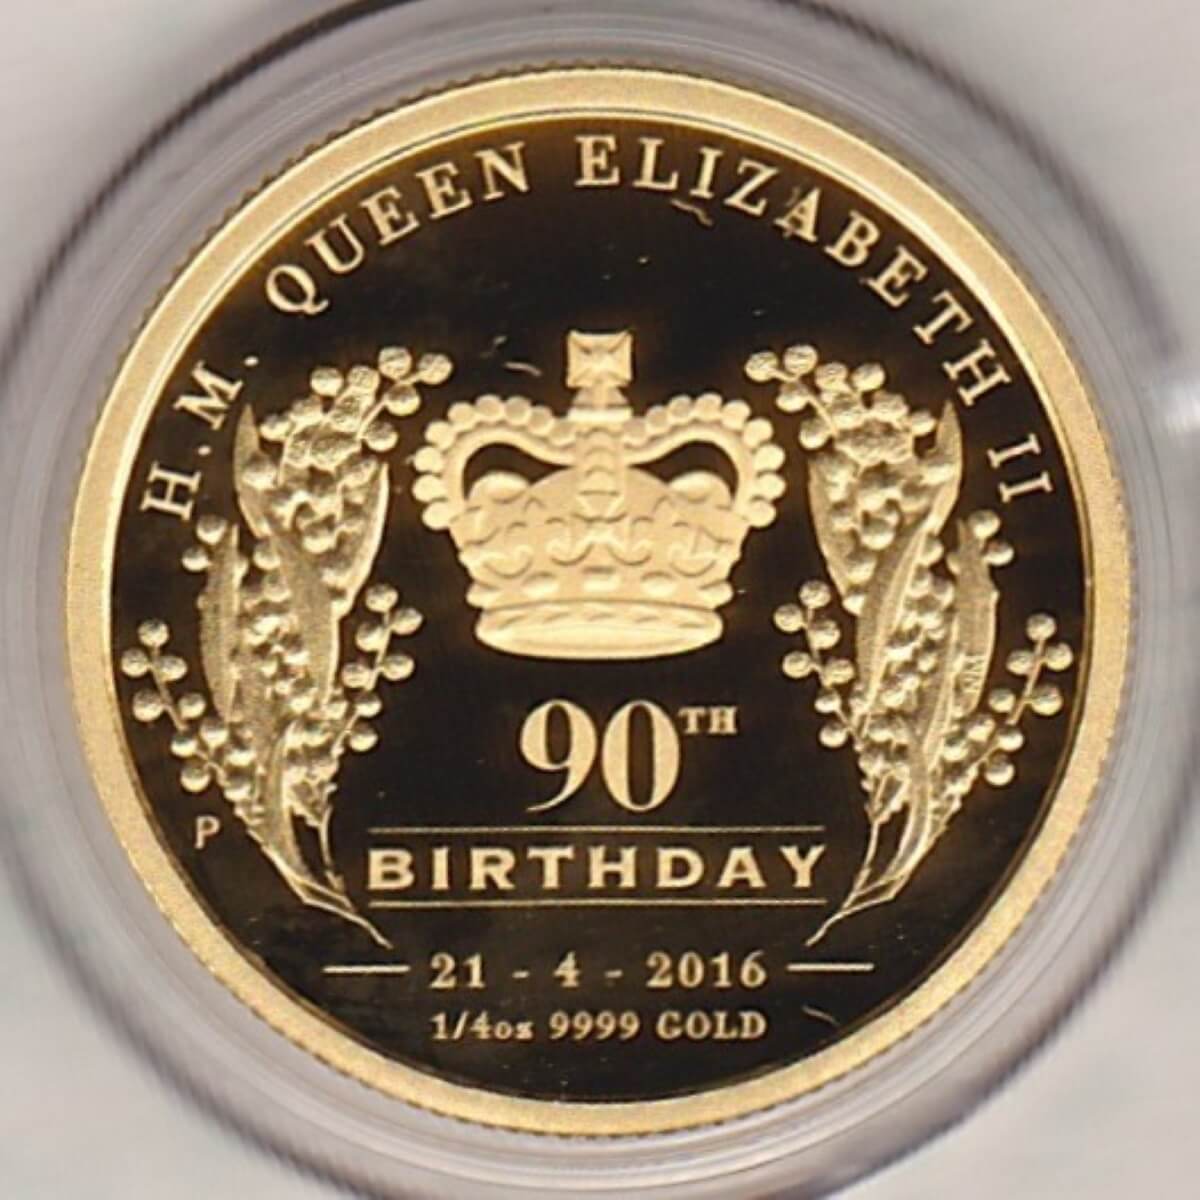 H.M. QUEEN ELIZABETH II
90TH
BIRTHDAY
P
21 - 4 - 2016
1/4oz 9999 GOLD